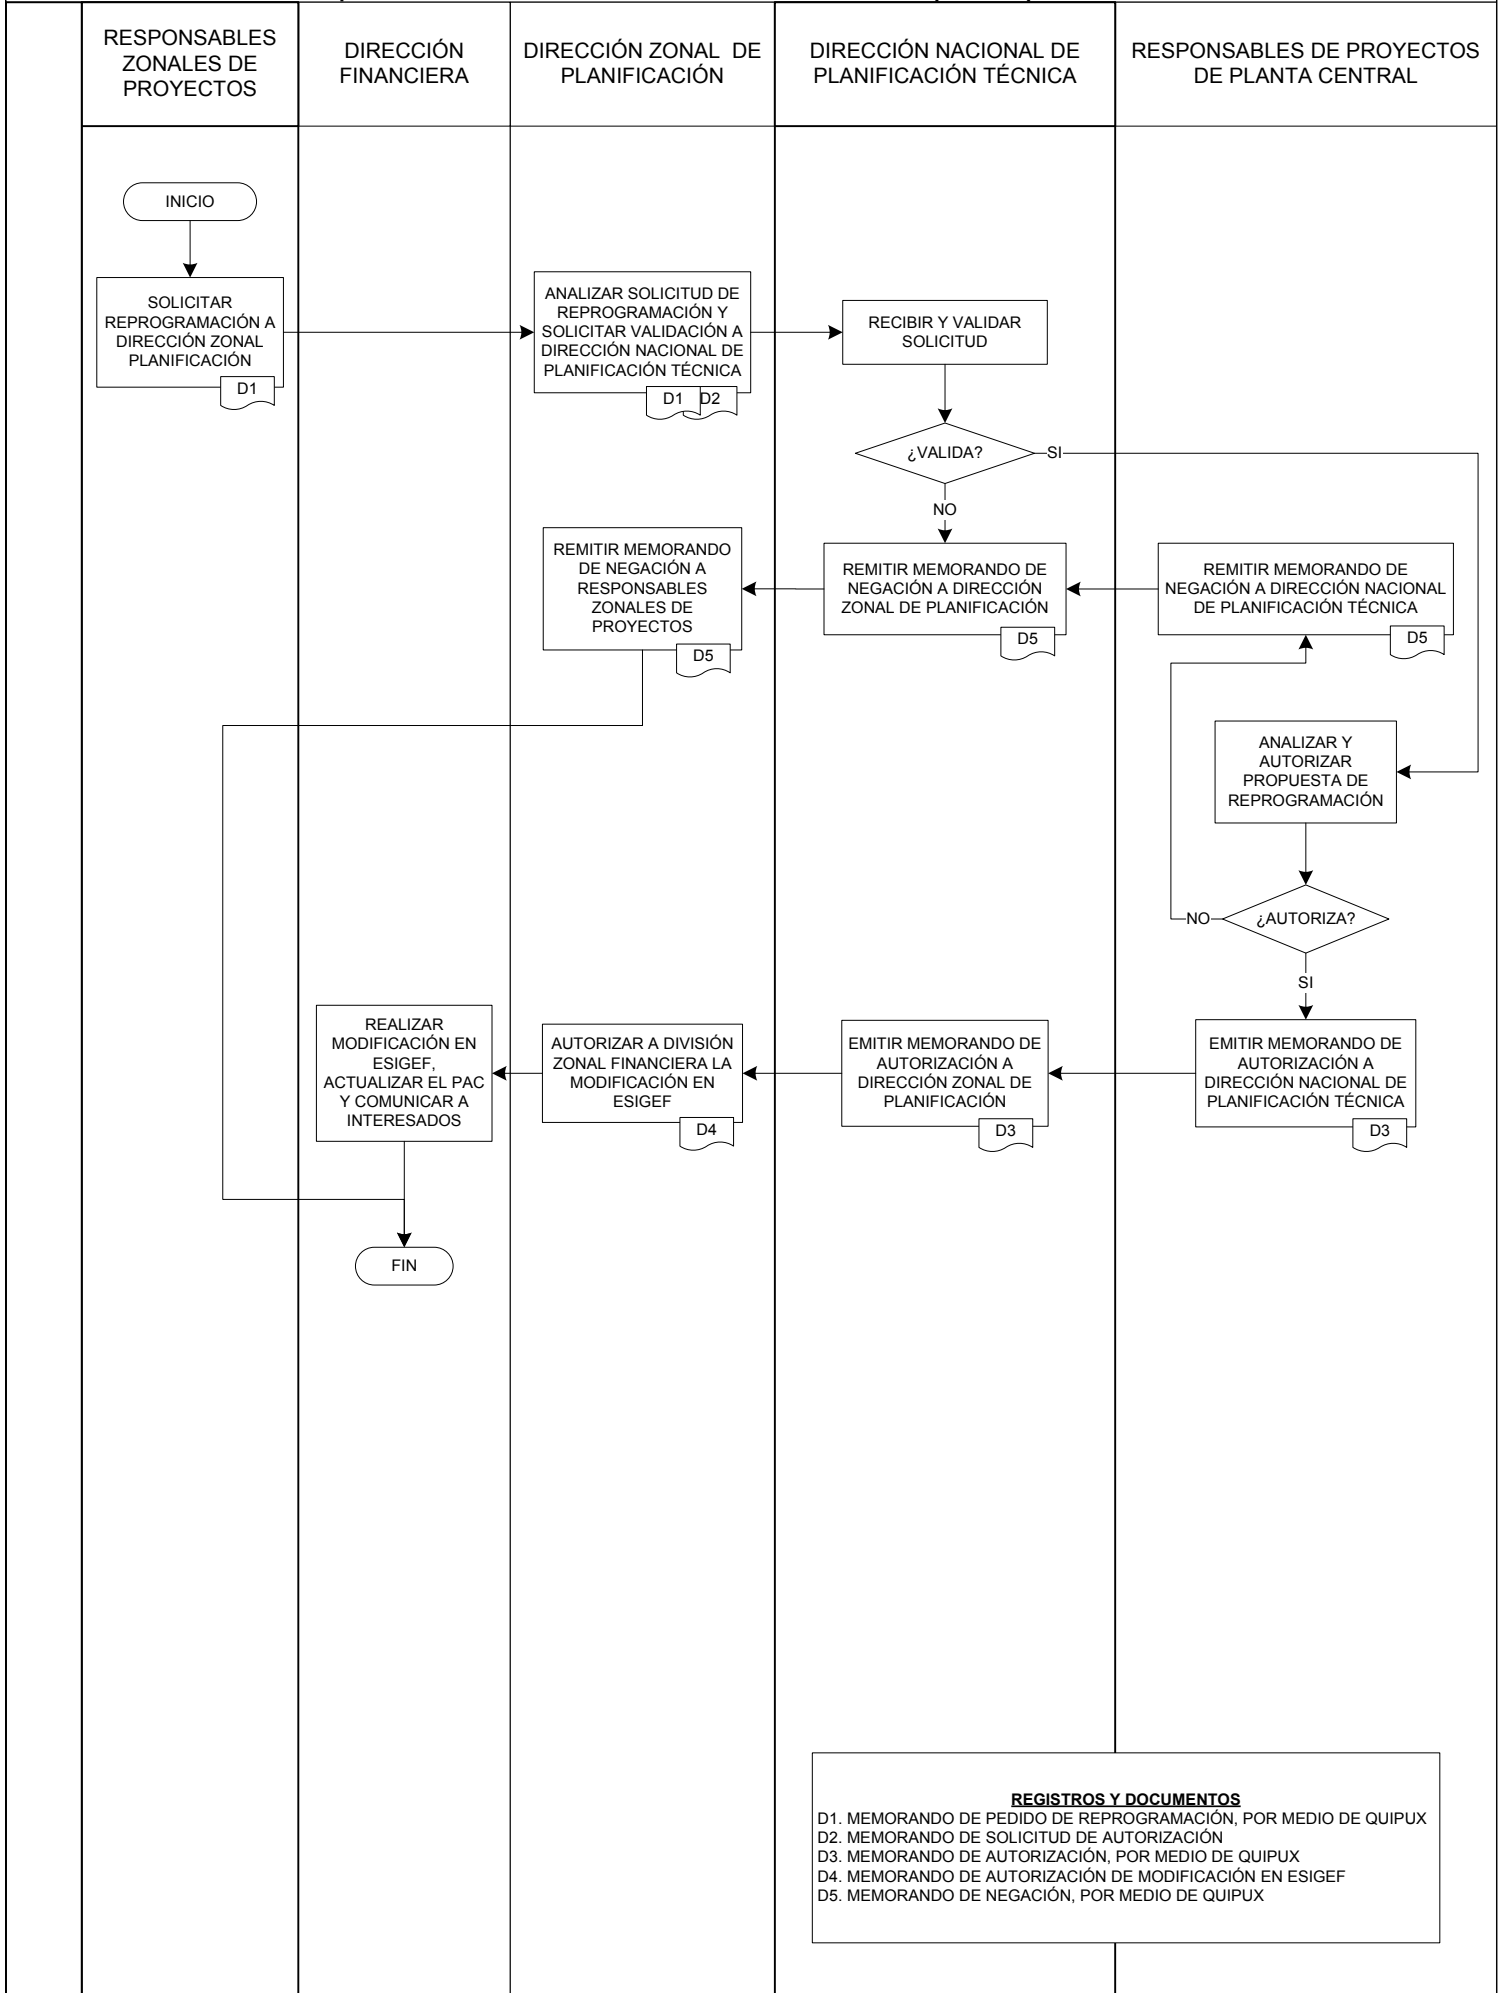 RESPONSABLES
ZONALES DE
PROYECTOS
DIRECCIÓN
FINANCIERA
DIRECCIÓN ZONAL DE
PLANIFICACIÓN
DIRECCIÓN NACIONAL DE
PLANIFICACIÓN TÉCNICA
RESPONSABLES DE PROYECTOS
DE PLANTA CENTRAL
INICIO
SOLICITAR
REPROGRAMACIÓN A
DIRECCIÓN ZONAL
PLANIFICACIÓN
D1
ANALIZAR SOLICITUD DE
REPROGRAMACIÓN Y
SOLICITAR VALIDACIÓN A
DIRECCIÓN NACIONAL DE
PLANIFICACIÓN TÉCNICA
D1
D2
RECIBIR Y VALIDAR
SOLICITUD
¿VALIDA?
SI
NO
REMITIR MEMORANDO
DE NEGACIÓN A
RESPONSABLES
ZONALES DE
PROYECTOS
D5
REMITIR MEMORANDO DE
NEGACIÓN A DIRECCIÓN
ZONAL DE PLANIFICACIÓN
D5
REMITIR MEMORANDO DE
NEGACIÓN A DIRECCIÓN NACIONAL
DE PLANIFICACIÓN TÉCNICA
D5
ANALIZAR Y
AUTORIZAR
PROPUESTA DE
REPROGRAMACIÓN
NO
¿AUTORIZA?
SI
REALIZAR
MODIFICACIÓN EN
ESIGEF,
ACTUALIZAR EL PAC
Y COMUNICAR A
INTERESADOS
AUTORIZAR A DIVISIÓN
ZONAL FINANCIERA LA
MODIFICACIÓN EN
ESIGEF
D4
EMITIR MEMORANDO DE
AUTORIZACIÓN A
DIRECCIÓN ZONAL DE
PLANIFICACIÓN
D3
EMITIR MEMORANDO DE
AUTORIZACIÓN A
DIRECCIÓN NACIONAL DE
PLANIFICACIÓN TÉCNICA
D3
FIN
REGISTROS Y DOCUMENTOS
D1. MEMORANDO DE PEDIDO DE REPROGRAMACIÓN, POR MEDIO DE QUIPUX
D2. MEMORANDO DE SOLICITUD DE AUTORIZACIÓN
D3. MEMORANDO DE AUTORIZACIÓN, POR MEDIO DE QUIPUX
D4. MEMORANDO DE AUTORIZACIÓN DE MODIFICACIÓN EN ESIGEF
D5. MEMORANDO DE NEGACIÓN, POR MEDIO DE QUIPUX